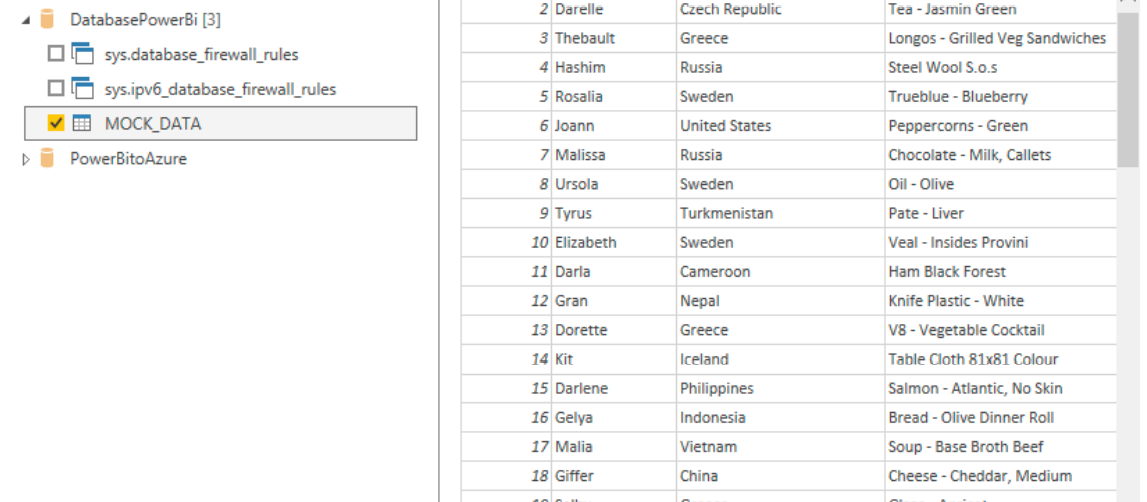 DatabasePowerBi [3]
sys.database_firewall_rules
sys.ipv6_database_firewall_rules
MOCK_DATA
PowerBitoAzure
2 Darelle Czech Republic Tea - Jasmin Green
3 Thebault Greece Longos - Grilled Veg Sandwiches
4 Hashim Russia Steel Wool S.o.s
5 Rosalia Sweden Trueblue - Blueberry
6 Joann United States Peppercorns - Green
7 Malissa Russia Chocolate - Milk, Callets
8 Ursola Sweden Oil - Olive
9 Tyrus Turkmenistan Pate - Liver
10 Elizabeth Sweden Veal - Insides Provini
11 Darla Cameroon Ham Black Forest
12 Gran Nepal Knife Plastic - White
13 Dorette Greece V8 - Vegetable Cocktail
14 Kit Iceland Table Cloth 81x81 Colour
15 Darlene Philippines Salmon - Atlantic, No Skin
16 Gelya Indonesia Bread - Olive Dinner Roll
17 Malia Vietnam Soup - Base Broth Beef
18 Giffer China Cheese - Cheddar, Medium